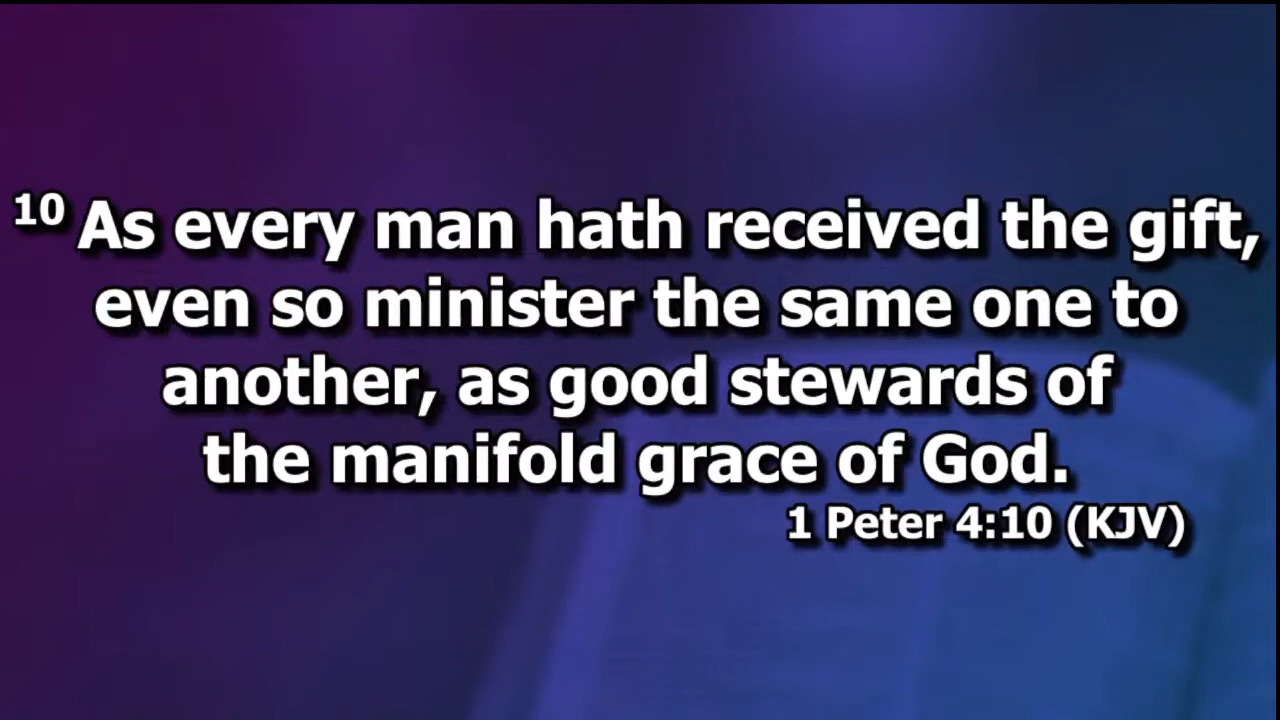 10 As every man hath received the gift,
even so minister the same one to
another, as good stewards of
the manifold grace of God.
1 Peter 4:10 (KJV)